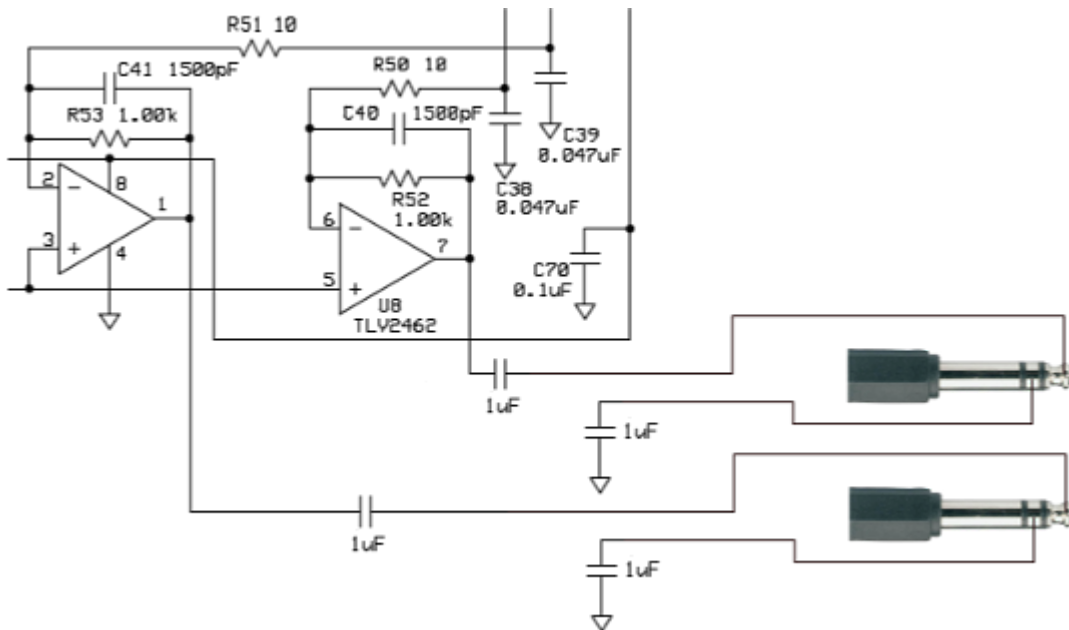 R51 10
C41 1500pF
R53 1.00k
R50 10
C40 1500pF
C39
0.047uF
C38
0.047uF
R52
1.00k
2
-
8
1
3
+
4
6
-
7
5
+
U8
TLV2462
C70
0.1uF
1uF
1uF
1uF
1uF